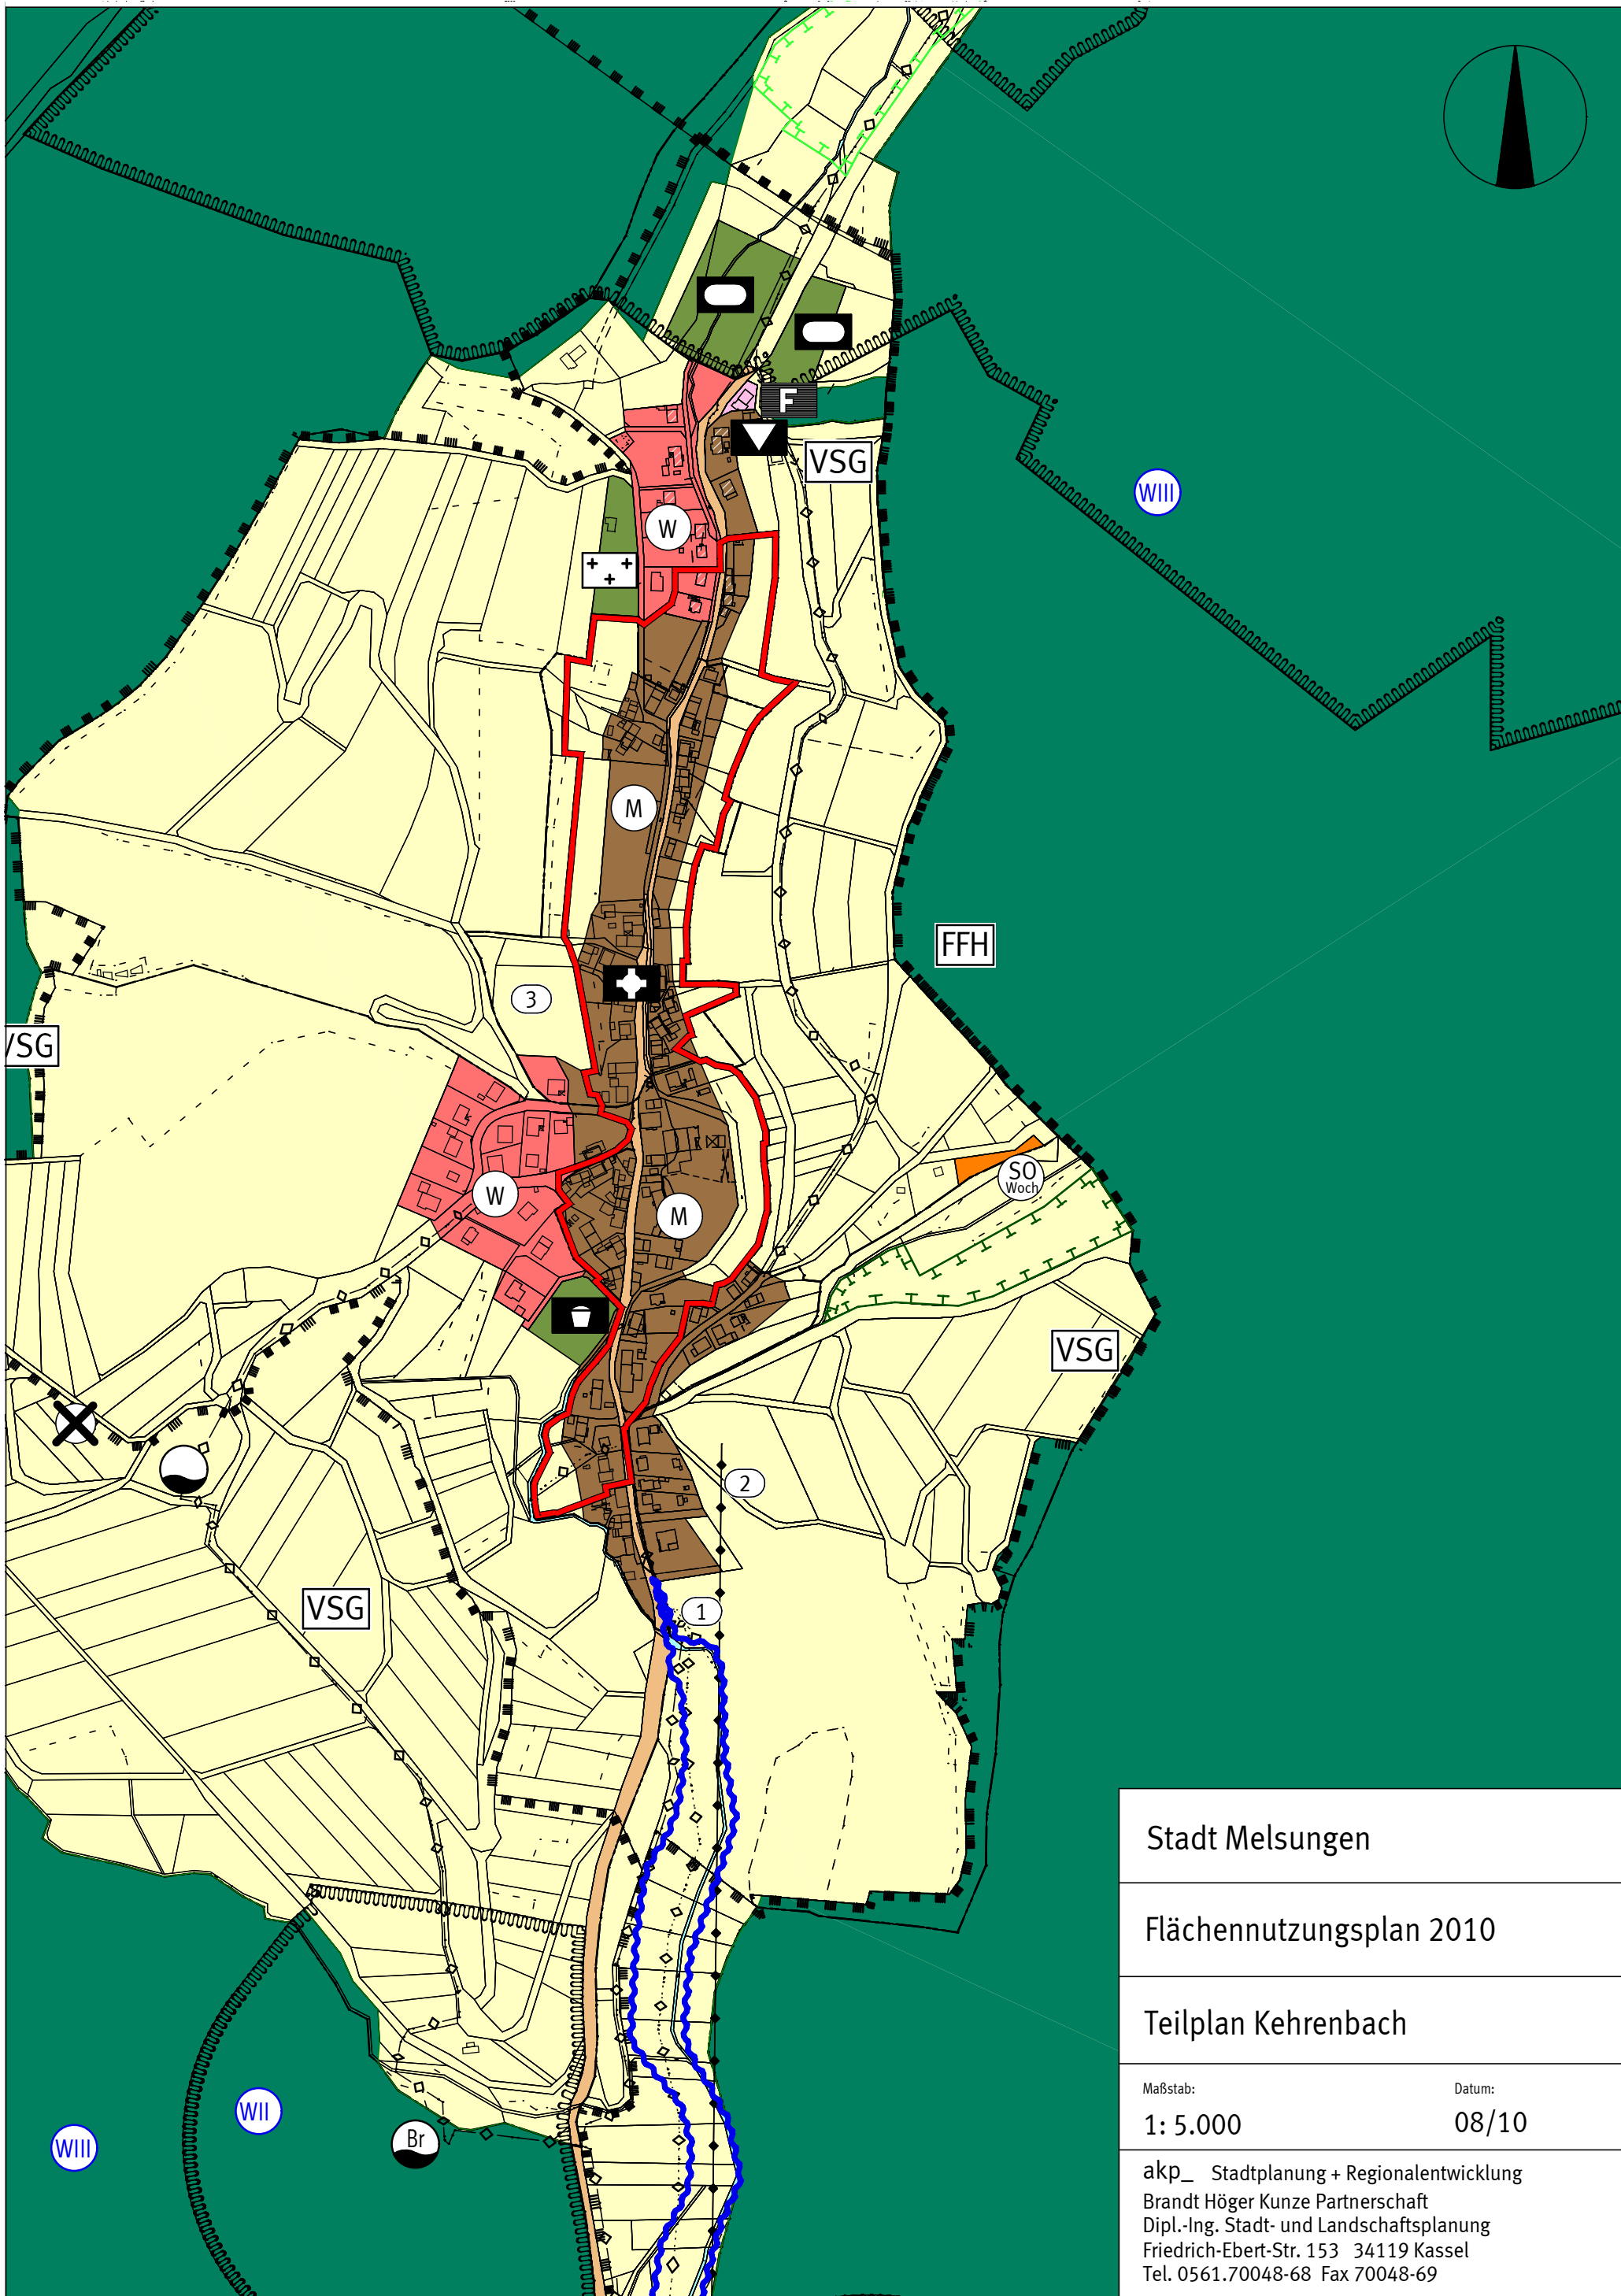 F
VSG
WIII
W
M
FFH
3
VSG
SO
Woch
W
M
VSG
2
VSG
1
Stadt Melsungen
Flächennutzungsplan 2010
Teilplan Kehrenbach
Maßstab:
Datum:
1: 5.000
08/10
WII
WIII
Br
akp_ Stadtplanung + Regionalentwicklung
Brandt Höger Kunze Partnerschaft
Dipl.-Ing. Stadt- und Landschaftsplanung
Friedrich-Ebert-Str. 153 34119 Kassel
Tel. 0561.70048-68 Fax 70048-69